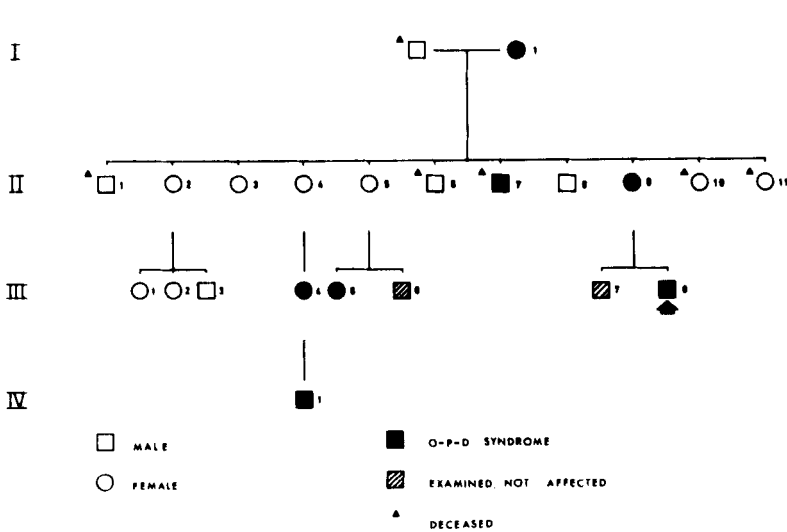 I 1
II 1 2 3 4 5 6 7 8 9 10 11
III 1 2 3 4 5 6 7 8
IV 1
MALE
O-P-D SYNDROME
FEMALE
EXAMINED, NOT AFFECTED
DECEASED